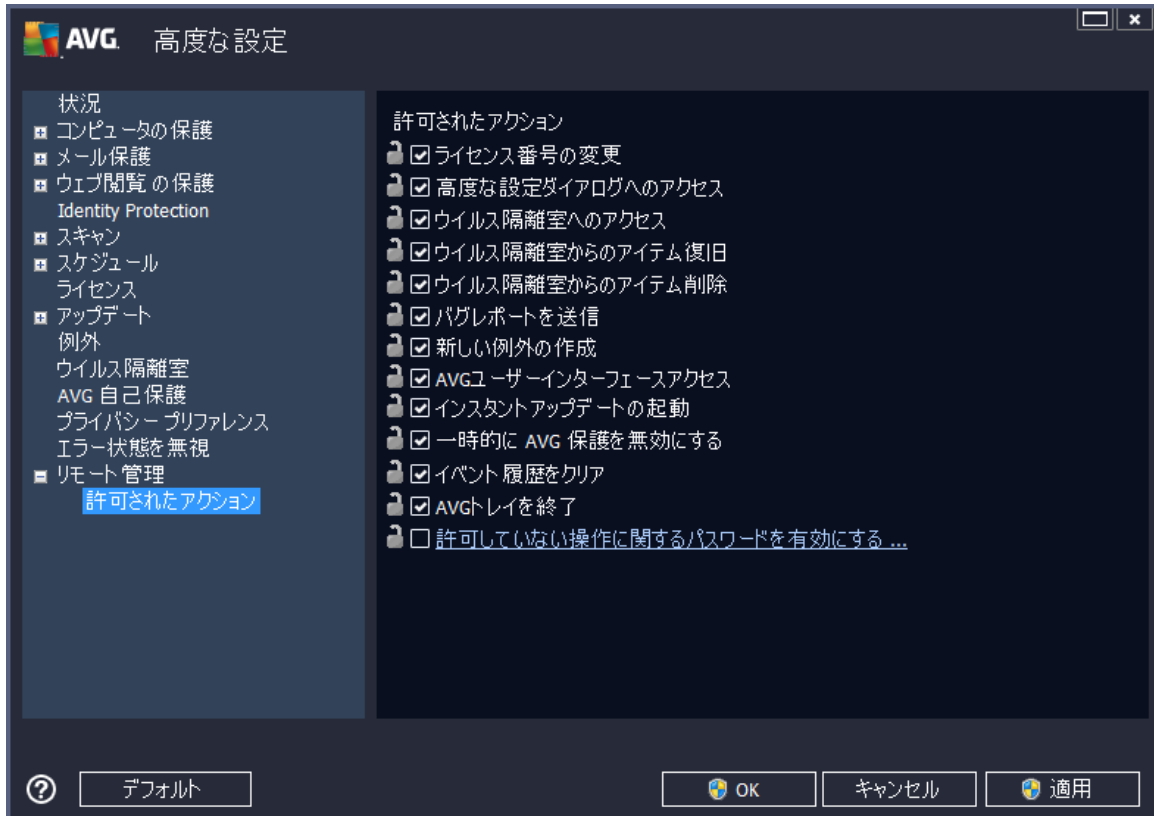 AVG. 高度な設定
状況
コンピュータの保護
メール保護
ウェブ閲覧 の保護
Identity Protection
スキャン
スケジュール
ライセンス
アップデート
例外
ウイルス隔離室
AVG 自己保護
プライバシー プリファレンス
エラー状態を無視
リモート管理
許可されたアクション
許可されたアクション
ライセンス番号の変更
高度な設定ダイアログへのアクセス
ウイルス隔離室へのアクセス
ウイルス隔離室からのアイテム復旧
ウイルス隔離室からのアイテム削除
バグレポートを送信
新しい例外の作成
AVGユーザーインターフェースアクセス
インスタントアップデートの起動
一時的に AVG 保護を無効にする
イベント履歴をクリア
AVGトレイを終了
許可していない操作に関するパスワードを有効にする ...
デフォルト
OK
キャンセル
適用